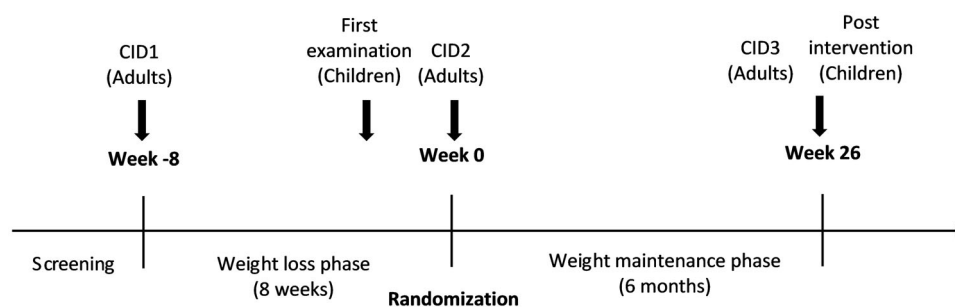 CID1
(Adults)
First
examination
(Children)
CID2
(Adults)
CID3
(Adults)
Post
intervention
(Children)
Week -8
Week 0
Week 26
Screening
Weight loss phase
(8 weeks)
Randomization
Weight maintenance phase
(6 months)